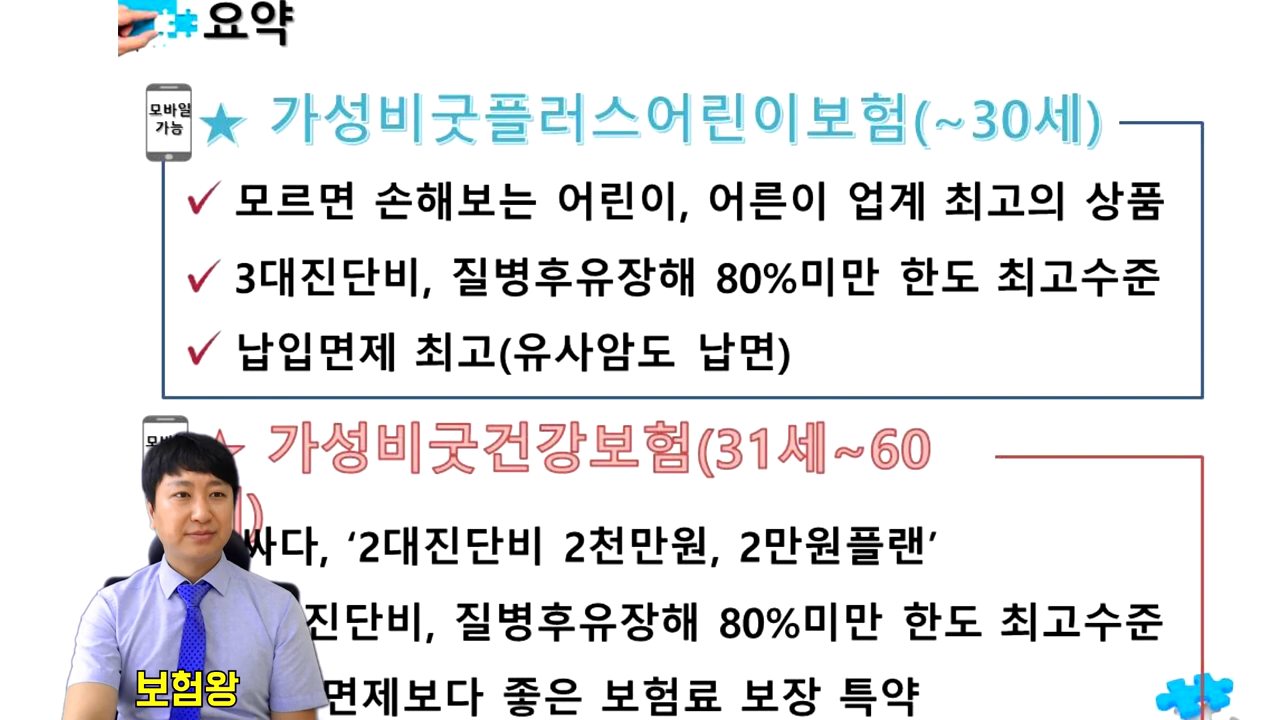 요약
모바일
가능
★ 가성비굿플러스어린이보험(~30세)
✓ 모르면 손해보는 어린이, 어른이 업계 최고의 상품
✓ 3대진단비, 질병후유장해 80%미만 한도 최고수준
✓ 납입면제 최고(유사암도 납면)
★ 가성비굿건강보험(31세~60
)
싸다, ‘2대진단비 2천만원, 2만원플랜’
진단비, 질병후유장해 80%미만 한도 최고수준
면제보다 좋은 보험료 보장 특약
보험왕